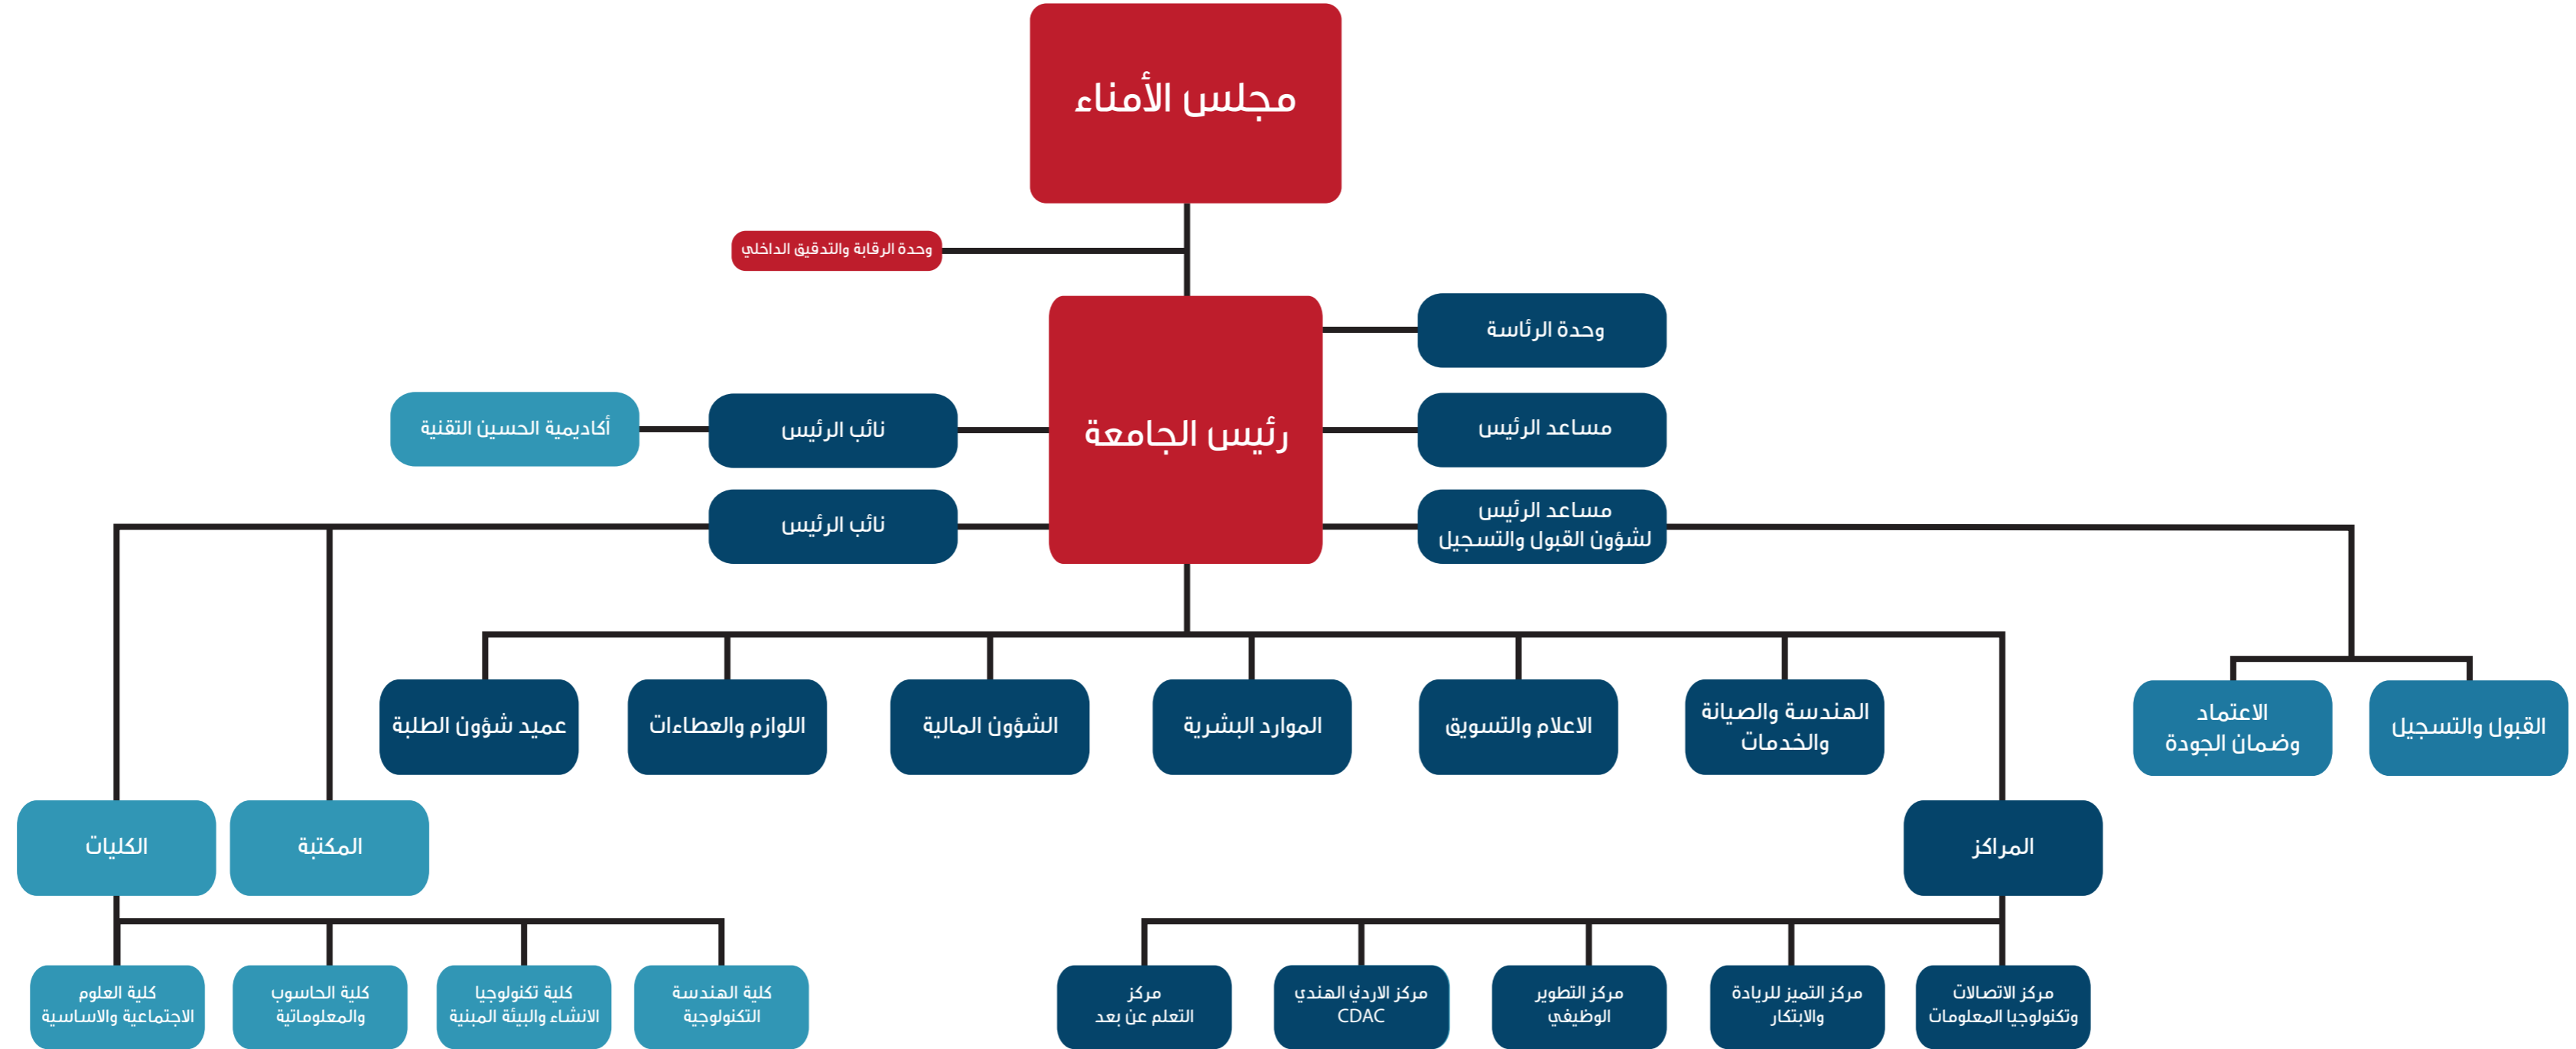 مجلس الأمناء
وحدة الرقابة والتدقيق الداخلي
رئيس الجامعة
وحدة الرئاسة
مساعد الرئيس
نائب الرئيس
أكاديمية الحسين التقنية
مساعد الرئيس
لشؤون القبول والتسجيل
نائب الرئيس
القبول والتسجيل
الاعتماد
وضمان الجودة
الهندسة والصيانة
والخدمات
الاعلام والتسويق
الموارد البشرية
الشؤون المالية
اللوازم والعطاءات
عميد شؤون الطلبة
المراكز
المكتبة
الكليات
مركز الاتصالات
وتكنولوجيا المعلومات
مركز التميز للريادة
والابتكار
مركز التطوير
الوظيفي
مركز الاردني الهندي
CDAC
مركز
التعلم عن بعد
كلية الهندسة
التكنولوجية
كلية تكنولوجيا
الانشاء والبيئة المبنية
كلية الحاسوب
والمعلوماتية
كلية العلوم
الاجتماعية والاساسية